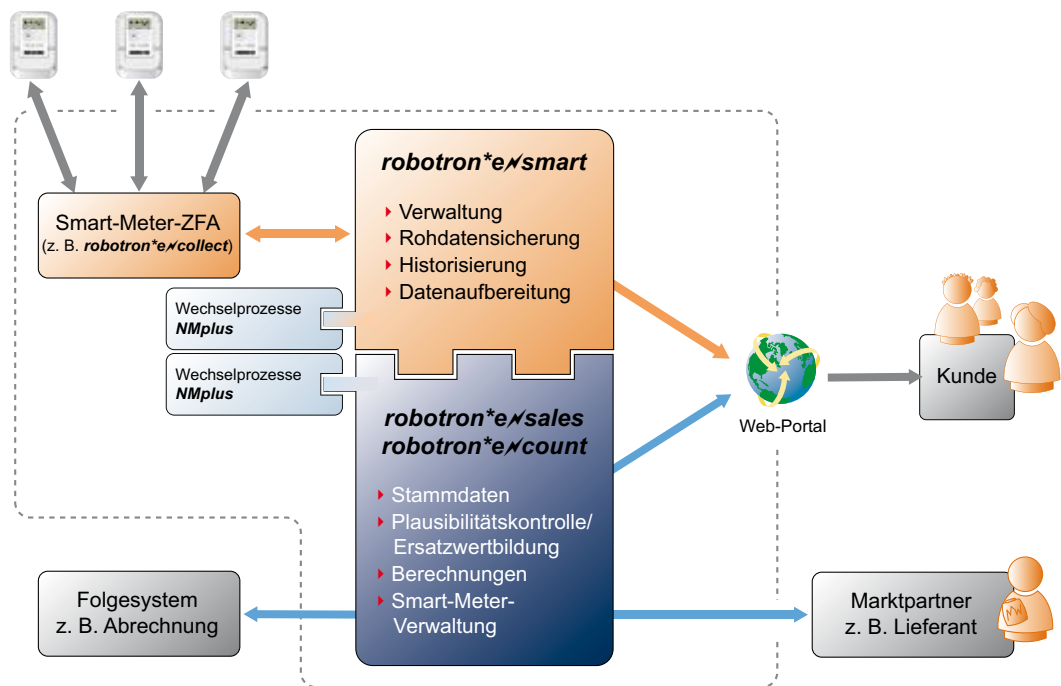 robotron*e smart
Verwaltung
Rohdatensicherung
Historisierung
Datenaufbereitung
Smart-Meter-ZFA
(z. B. robotron*e collect)
Wechselprozesse
NMplus
Wechselprozesse
NMplus
robotron*e sales
robotron*e count
Stammdaten
Plausibilitätskontrolle/
Ersatzwertbildung
Berechnungen
Smart-Meter-
Verwaltung
Web-Portal
Kunde
Folgesystem
z. B. Abrechnung
Marktpartner
z. B. Lieferant